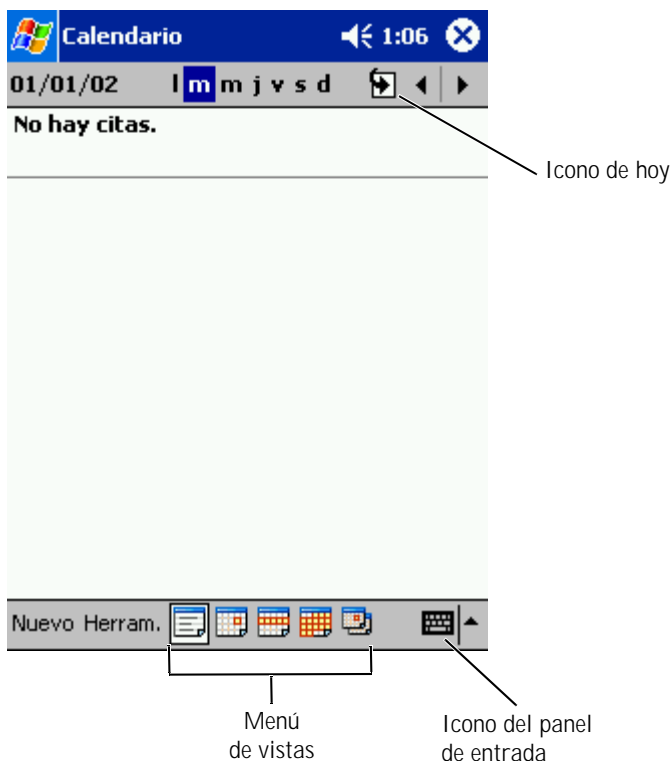 Calendario 1:06
01/01/02 l m m j v s d
No hay citas.
Icono de hoy
Nuevo Herram.
Menú
de vistas
Icono del panel
de entrada